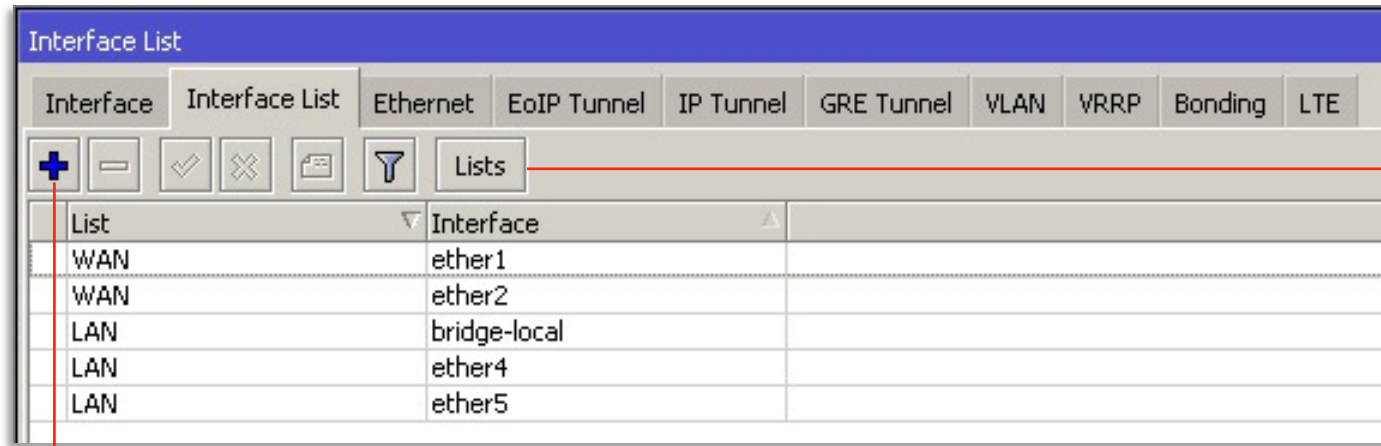 Interface List
Interface Interface List Ethernet EoIP Tunnel IP Tunnel GRE Tunnel VLAN VRRP Bonding LTE
Lists
List Interface
WAN ether1
WAN ether2
LAN bridge-local
LAN ether4
LAN ether5